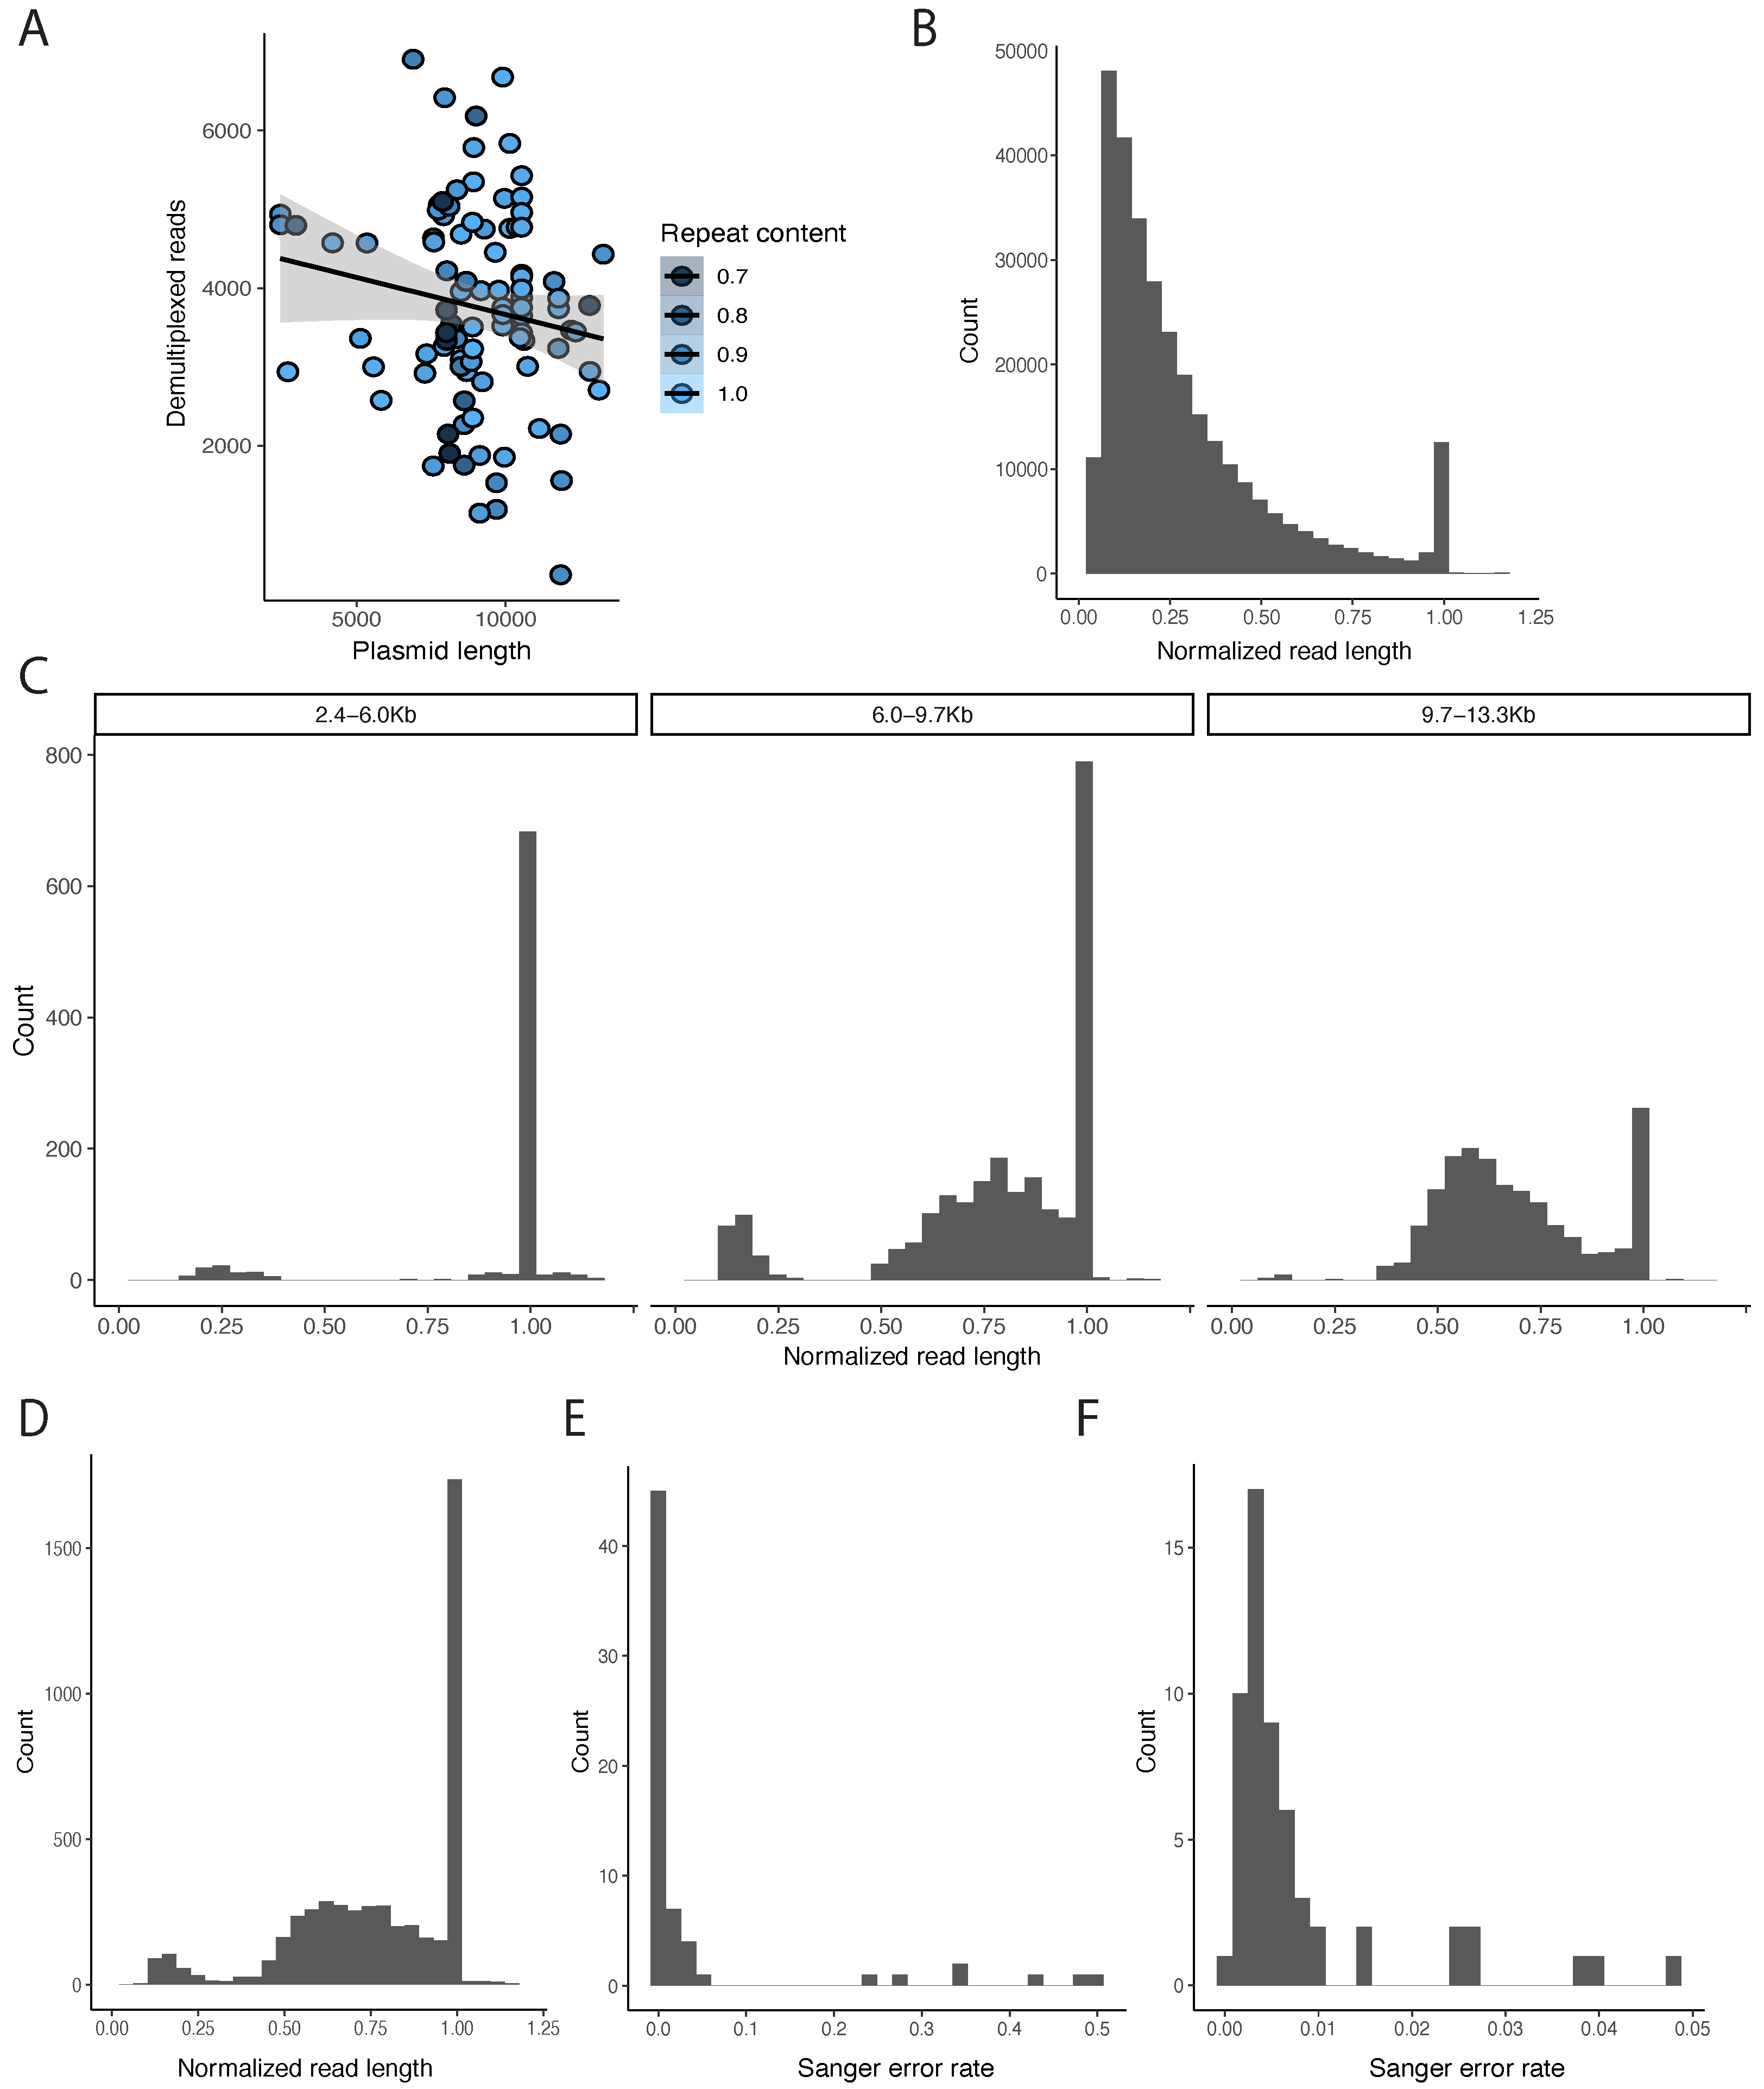 A
Demultiplexed reads
6000
4000
2000
5000
10000
Plasmid length
Repeat content
0.7
0.8
0.9
1.0
B
Count
50000
40000
30000
20000
10000
0
0.00 0.25 0.50 0.75 1.00 1.25
Normalized read length
C
2.4–6.0Kb
6.0–9.7Kb
9.7–13.3Kb
Count
800
600
400
200
0
0.00 0.25 0.50 0.75 1.00
0.00 0.25 0.50 0.75 1.00
0.00 0.25 0.50 0.75 1.00
Normalized read length
D
Count
1500
1000
500
0
0.00 0.25 0.50 0.75 1.00 1.25
Normalized read length
E
Count
40
30
20
10
0
0.0 0.1 0.2 0.3 0.4 0.5
Sanger error rate
F
Count
15
10
5
0
0.00 0.01 0.02 0.03 0.04 0.05
Sanger error rate